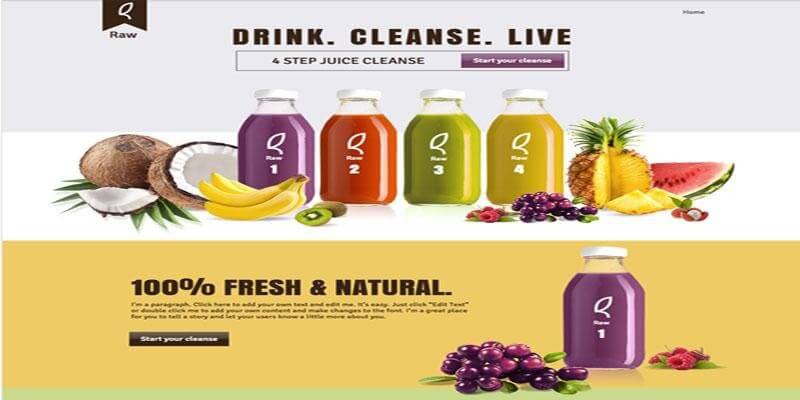 Raw
Home
DRINK. CLEANSE. LIVE
4 STEP JUICE CLEANSE
Start your cleanse
Raw
1
Raw
2
Raw
3
Raw
4
100% FRESH & NATURAL.
I'm a paragraph. Click here to add your own text and edit me. It's easy. Just click "Edit Text"
or double click me to add your own content and make changes to the font. I'm a great place
for you to tell a story and let your users know a little more about you.
Start your cleanse
Raw
1